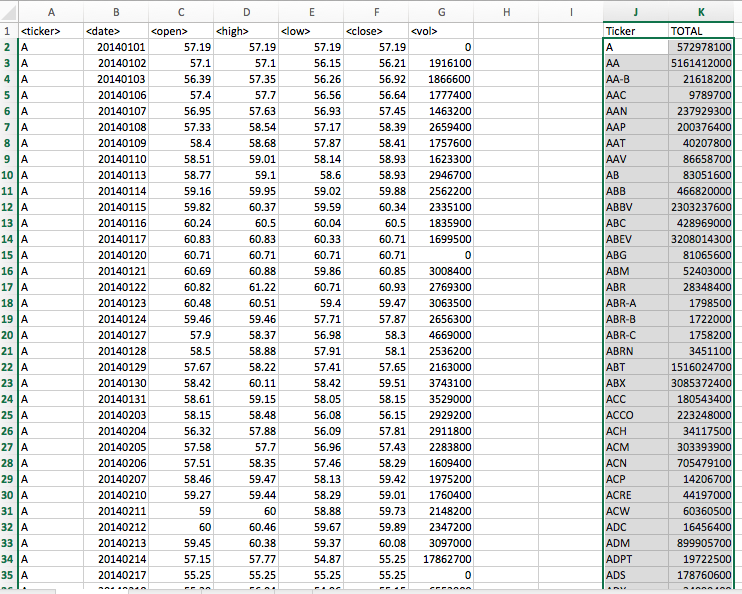 A B C D E F G H I J K
1 <ticker> <date> <open> <high> <low> <close> <vol> Ticker TOTAL
2 A 20140101 57.19 57.19 57.19 57.19 0 A 572978100
3 A 20140102 57.1 57.1 56.15 56.21 1916100 AA 5161412000
4 A 20140103 56.39 57.35 56.26 56.92 1866600 AA-B 21618200
5 A 20140106 57.4 57.7 56.56 56.64 1777400 AAC 9789700
6 A 20140107 56.95 57.63 56.93 57.45 1463200 AAN 237929300
7 A 20140108 57.33 58.54 57.17 58.39 2659400 AAP 200376400
8 A 20140109 58.4 58.68 57.87 58.41 1757600 AAT 40207800
9 A 20140110 58.51 59.01 58.14 58.93 1623300 AAV 86658700
10 A 20140113 58.77 59.1 58.6 58.93 2946700 AB 83051600
11 A 20140114 59.16 59.95 59.02 59.88 2562200 ABB 466820000
12 A 20140115 59.82 60.37 59.59 60.34 2335100 ABBV 2303237600
13 A 20140116 60.24 60.5 60.04 60.5 1835900 ABC 428969000
14 A 20140117 60.83 60.83 60.33 60.71 1699500 ABEV 3208014300
15 A 20140120 60.71 60.71 60.71 60.71 0 ABG 81065600
16 A 20140121 60.69 60.88 59.86 60.85 3008400 ABM 52403000
17 A 20140122 60.82 61.22 60.71 60.93 2769300 ABR 28348400
18 A 20140123 60.48 60.51 59.4 59.47 3063500 ABR-A 1798500
19 A 20140124 59.46 59.46 57.71 57.87 2656300 ABR-B 1722000
20 A 20140127 57.9 58.37 56.98 58.3 4669000 ABR-C 1758200
21 A 20140128 58.5 58.88 57.91 58.1 2536200 ABRN 3451100
22 A 20140129 57.67 58.22 57.41 57.65 2163000 ABT 1516024700
23 A 20140130 58.42 60.11 58.42 59.51 3743100 ABX 3085372400
24 A 20140131 58.61 59.15 58.05 58.15 3529000 ACC 180543400
25 A 20140203 58.15 58.48 56.08 56.15 2929200 ACCO 223248000
26 A 20140204 56.32 57.88 56.09 57.81 2911800 ACH 34117500
27 A 20140205 57.58 57.7 56.96 57.43 2283800 ACM 303393900
28 A 20140206 57.51 58.35 57.46 58.29 1609400 ACN 705479100
29 A 20140207 58.46 59.47 58.13 59.42 1975200 ACP 14206700
30 A 20140210 59.27 59.44 58.29 59.01 1760400 ACRE 44197000
31 A 20140211 59 60 58.88 59.73 2148200 ACW 60360500
32 A 20140212 60 60.46 59.67 59.89 2347200 ADC 16456400
33 A 20140213 59.45 60.38 59.37 60.08 3097000 ADM 899905700
34 A 20140214 57.15 57.77 54.87 55.25 17862700 ADPT 19722500
35 A 20140217 55.25 55.25 55.25 55.25 0 ADS 178760600